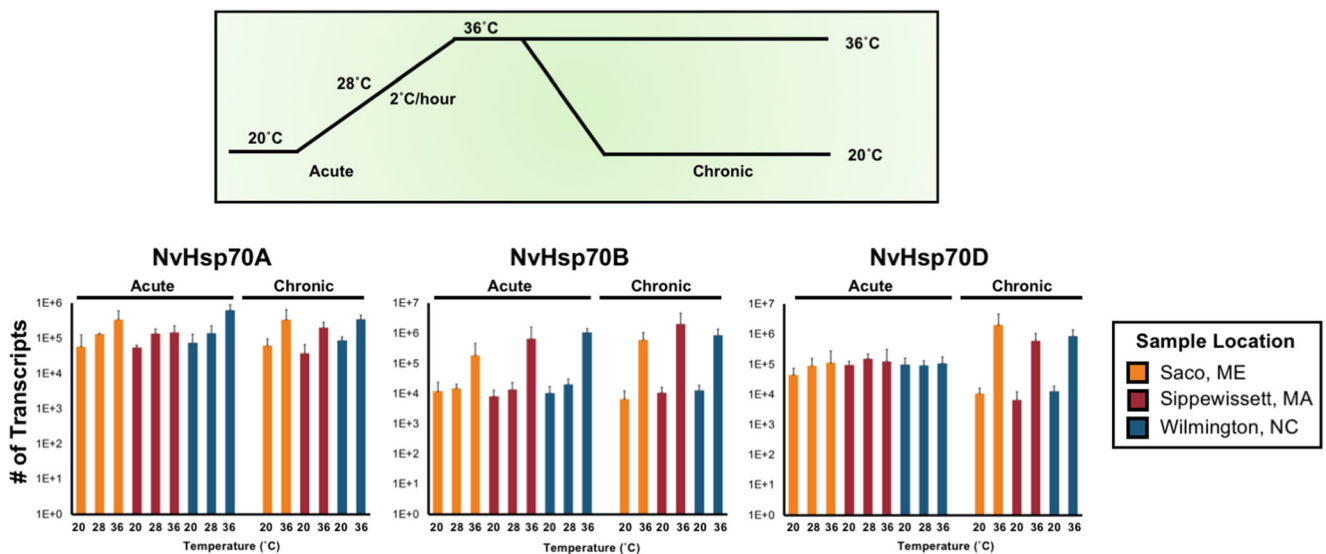 36˚C
36˚C
28˚C
2˚C/hour
20˚C
20˚C
Acute
Chronic
NvHsp70A
NvHsp70B
NvHsp70D
Acute
Chronic
Acute
Chronic
Acute
Chronic
# of Transcripts
1E+6
1E+5
1E+4
1E+3
1E+2
1E+1
1E+0
20 28 36 20 28 36 20 28 36 20 36 20 36 20 36
Temperature (˚C)
1E+7
1E+6
1E+5
1E+4
1E+3
1E+2
1E+1
1E+0
20 28 36 20 28 36 20 28 36 20 36 20 36 20 36
Temperature (˚C)
1E+7
1E+6
1E+5
1E+4
1E+3
1E+2
1E+1
1E+0
20 28 36 20 28 36 20 28 36 20 36 20 36 20 36
Temperature (˚C)
Sample Location
Saco, ME
Sippewissett, MA
Wilmington, NC